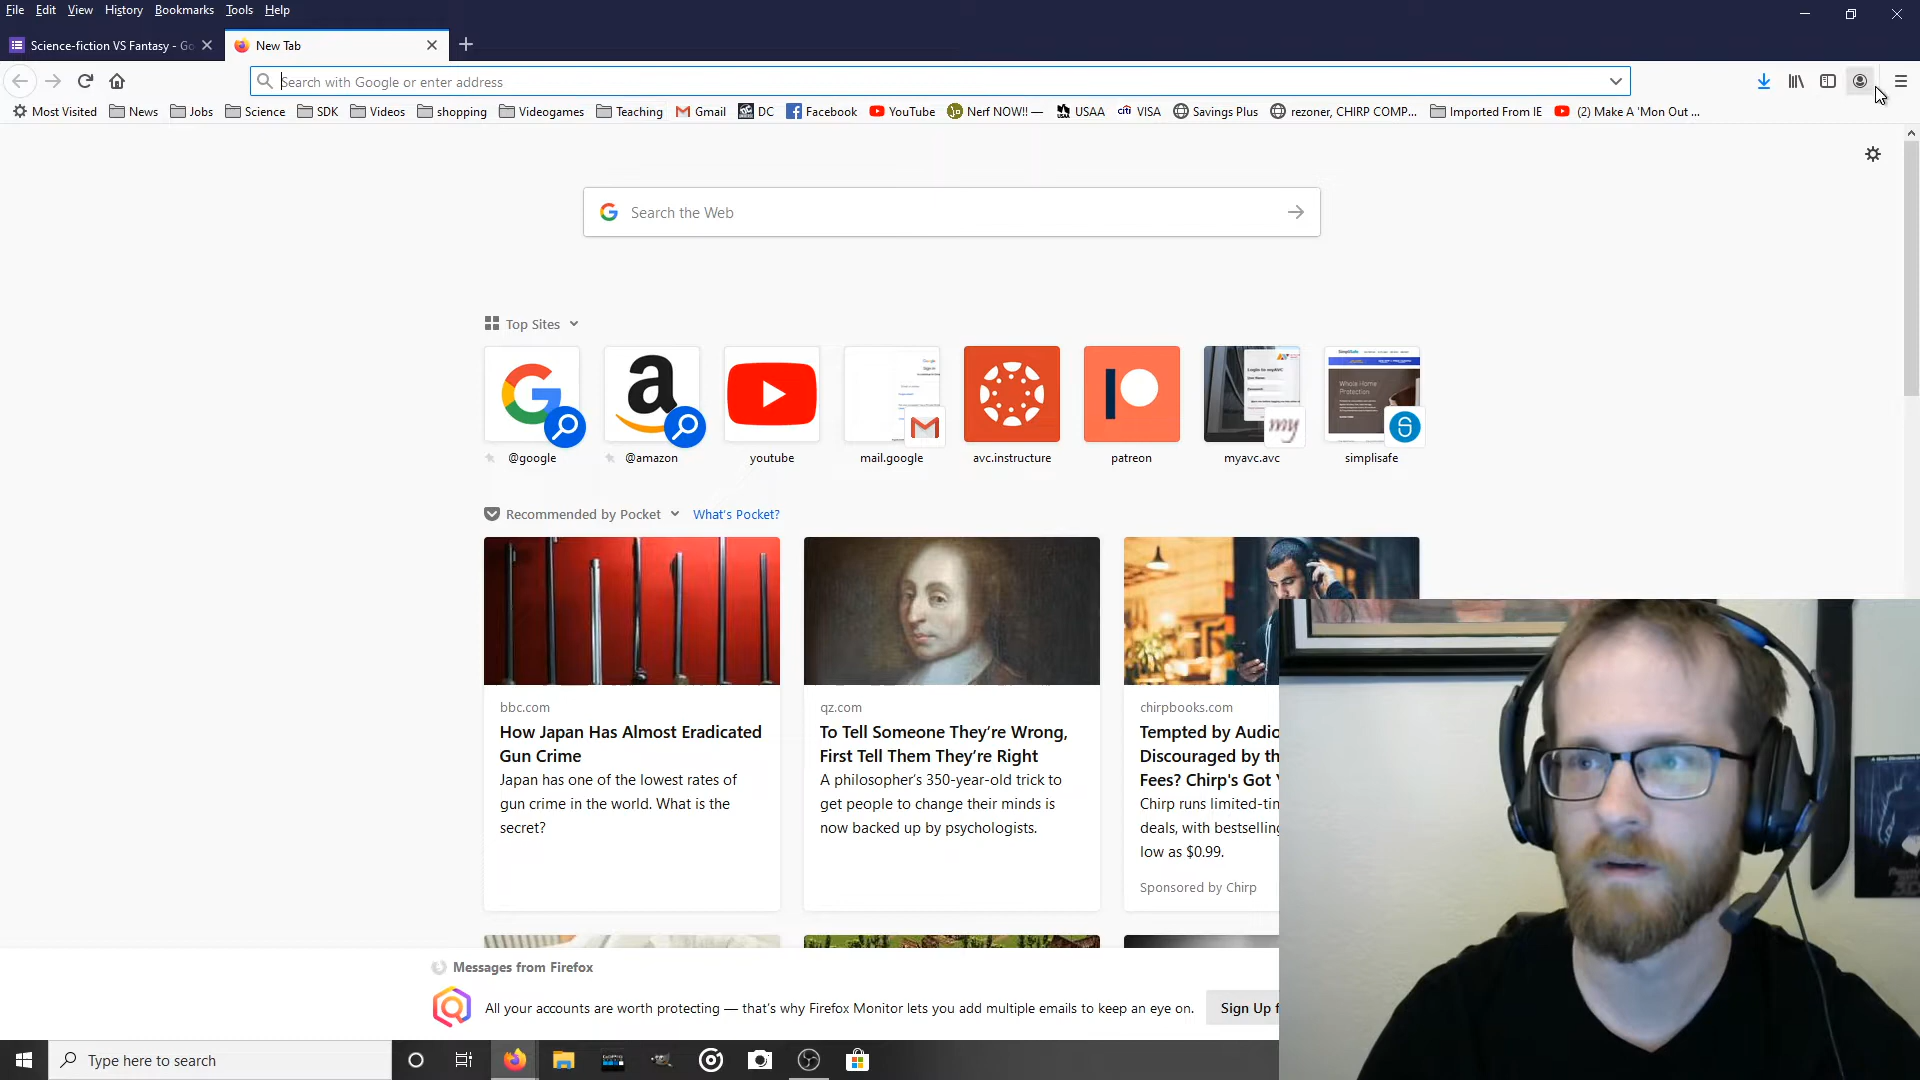 File Edit View History Bookmarks Tools Help
Science-fiction VS Fantasy - Go
New Tab
Search with Google or enter address
Most Visited News Jobs Science SDK Videos shopping Videogames Teaching Gmail DC Facebook YouTube Nerf NOW!! — USAA citi VISA Savings Plus rezoner, CHIRP COMP... Imported From IE (2) Make A 'Mon Out ...
Search the Web
Top Sites
my
@google @amazon youtube mail.google avc.instructure patreon myavc.avc simplisafe
Recommended by Pocket What's Pocket?
bbc.com
How Japan Has Almost Eradicated
Gun Crime
Japan has one of the lowest rates of
gun crime in the world. What is the
secret?
qz.com
To Tell Someone They’re Wrong,
First Tell Them They’re Right
A philosopher’s 350-year-old trick to
get people to change their minds is
now backed up by psychologists.
chirpbooks.com
Tempted by Audio
Discouraged by th
Fees? Chirp's Got
Chirp runs limited-tim
deals, with bestselling
low as $0.99.
Sponsored by Chirp
Messages from Firefox
All your accounts are worth protecting — that’s why Firefox Monitor lets you add multiple emails to keep an eye on.
Sign Up f
Type here to search